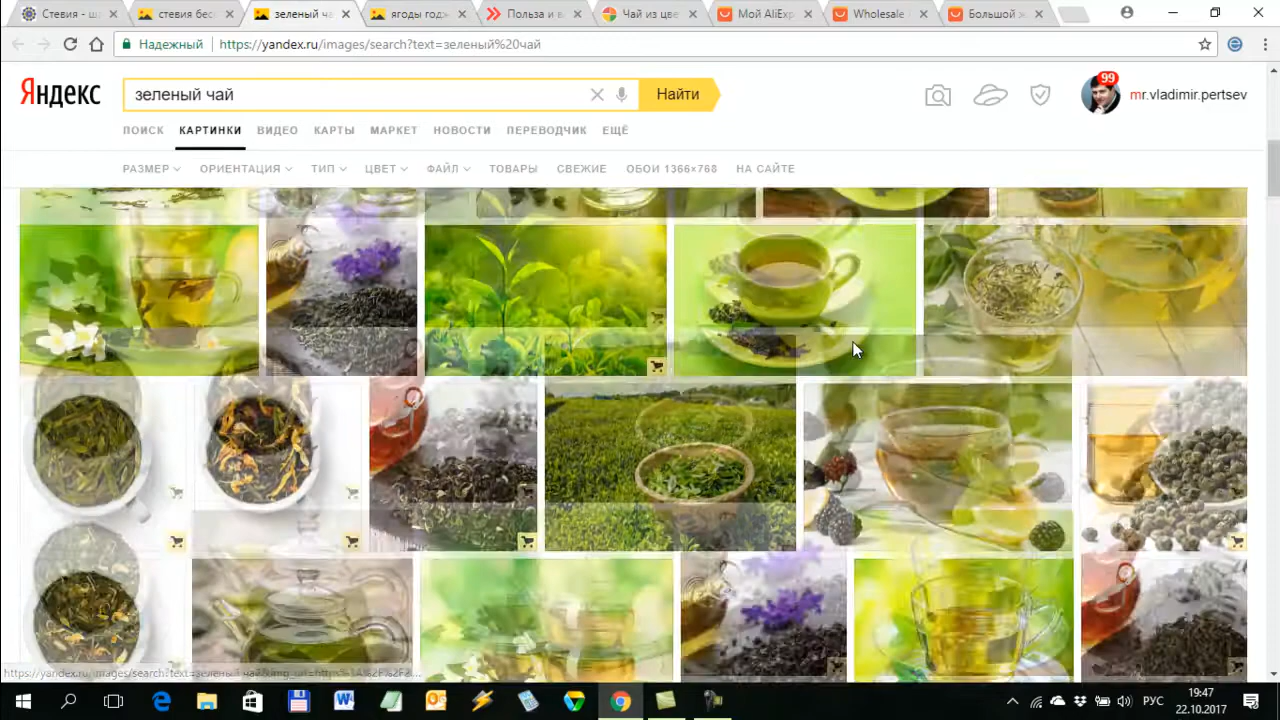 Стевия - ш
стевия бес
зеленый ча
ягоды годж
Польза и в
Чай из цве
Мой AliExp
Wholesale
Большой ж
Надежный
https://yandex.ru/images/search?text=зеленый%20чай
Яндекс
зеленый чай
Найти
99
mr.vladimir.pertsev
ПОИСК КАРТИНКИ ВИДЕО КАРТЫ МАРКЕТ НОВОСТИ ПЕРЕВОДЧИК ЕЩЁ
РАЗМЕР ОРИЕНТАЦИЯ ТИП ЦВЕТ ФАЙЛ ТОВАРЫ СВЕЖИЕ ОБОИ 1366×768 НА САЙТЕ
РУС
19:47
22.10.2017